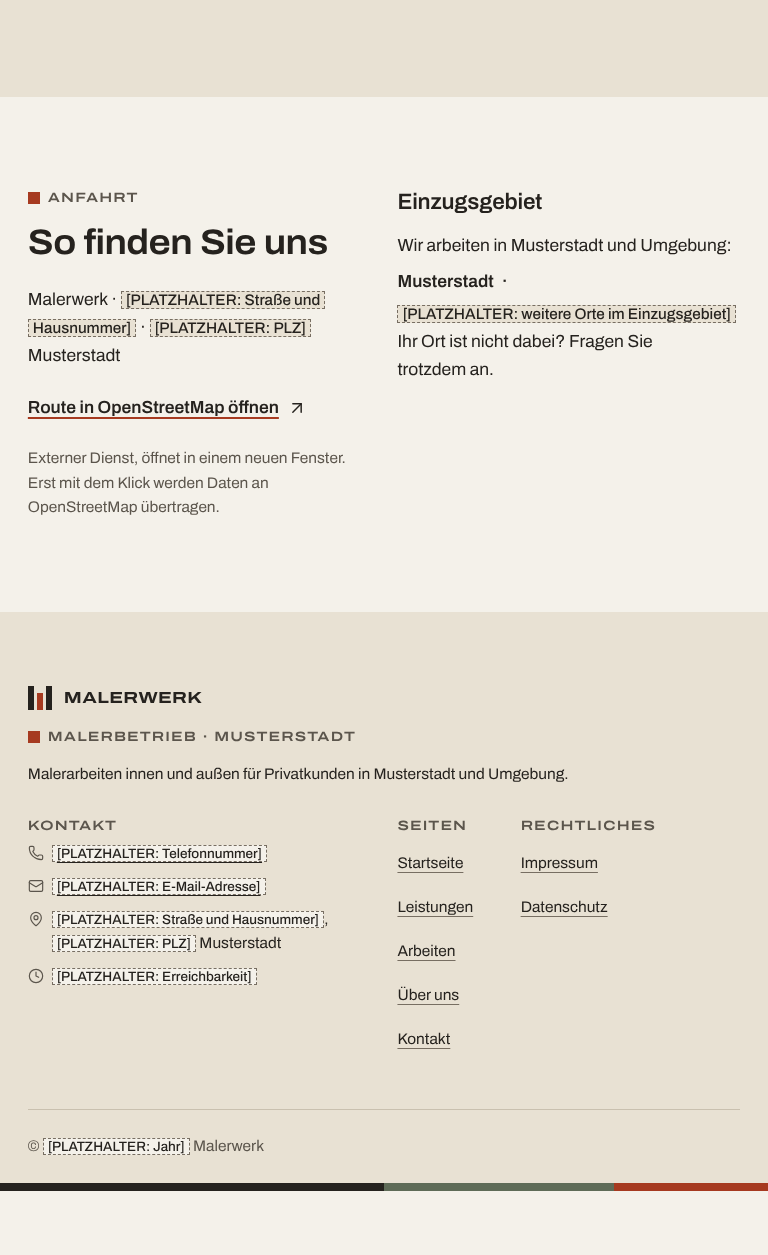 ANFAHRT
So finden Sie uns
Malerwerk · [PLATZHALTER: Straße und
Hausnummer] · [PLATZHALTER: PLZ]
Musterstadt
Route in OpenStreetMap öffnen
Externer Dienst, öffnet in einem neuen Fenster.
Erst mit dem Klick werden Daten an
OpenStreetMap übertragen.
Einzugsgebiet
Wir arbeiten in Musterstadt und Umgebung:
Musterstadt ·
[PLATZHALTER: weitere Orte im Einzugsgebiet]
Ihr Ort ist nicht dabei? Fragen Sie
trotzdem an.
MALERWERK
MALERBETRIEB · MUSTERSTADT
Malerarbeiten innen und außen für Privatkunden in Musterstadt und Umgebung.
KONTAKT
[PLATZHALTER: Telefonnummer]
[PLATZHALTER: E-Mail-Adresse]
[PLATZHALTER: Straße und Hausnummer],
[PLATZHALTER: PLZ] Musterstadt
[PLATZHALTER: Erreichbarkeit]
SEITEN
Startseite
Leistungen
Arbeiten
Über uns
Kontakt
RECHTLICHES
Impressum
Datenschutz
© [PLATZHALTER: Jahr] Malerwerk